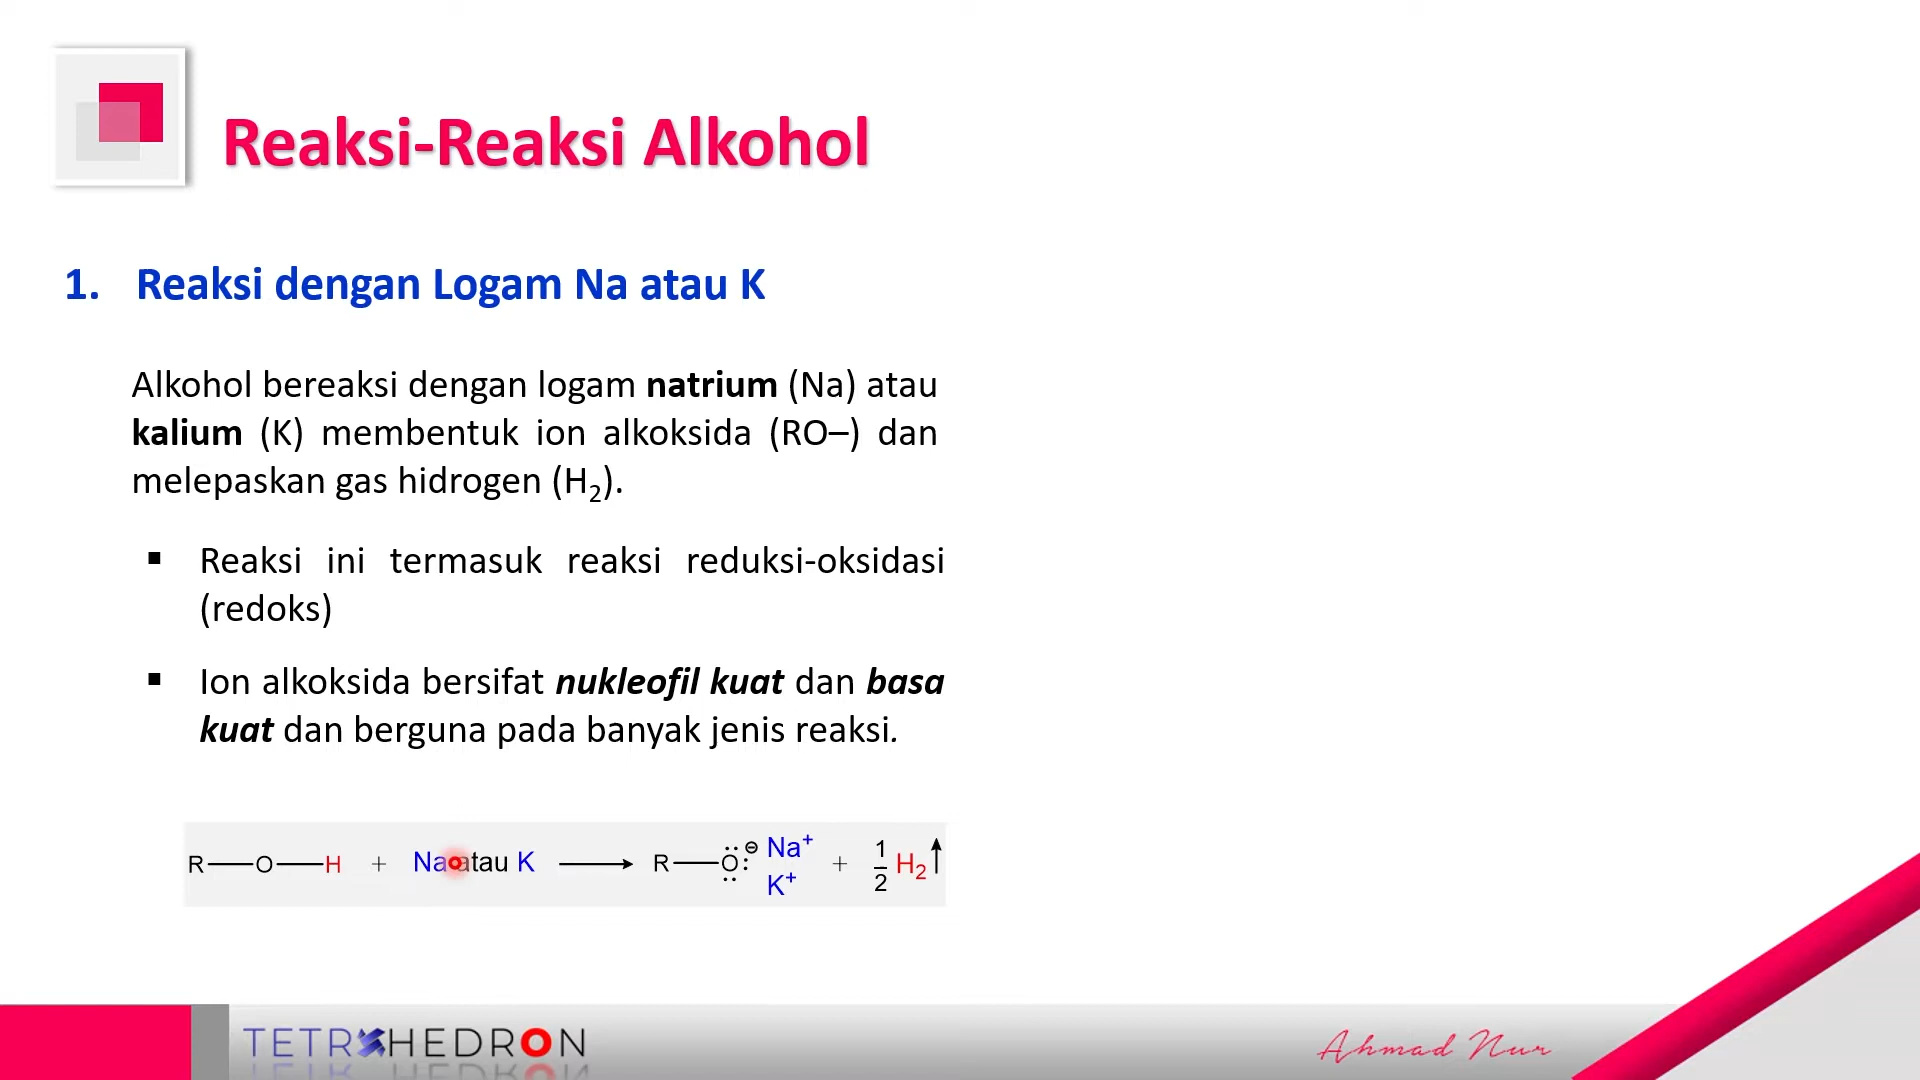 Reaksi-Reaksi Alkohol
1. Reaksi dengan Logam Na atau K
Alkohol bereaksi dengan logam natrium (Na) atau
kalium (K) membentuk ion alkoksida (RO–) dan
melepaskan gas hidrogen (H₂).
▪ Reaksi ini termasuk reaksi reduksi-oksidasi
(redoks)
▪ Ion alkoksida bersifat nukleofil kuat dan basa
kuat dan berguna pada banyak jenis reaksi.
R—O—H + Na atau K ⟶ R—O:⊖ Na⁺ K⁺ + 1/2 H₂↑
TETRAHEDRON
Ahmad Nur